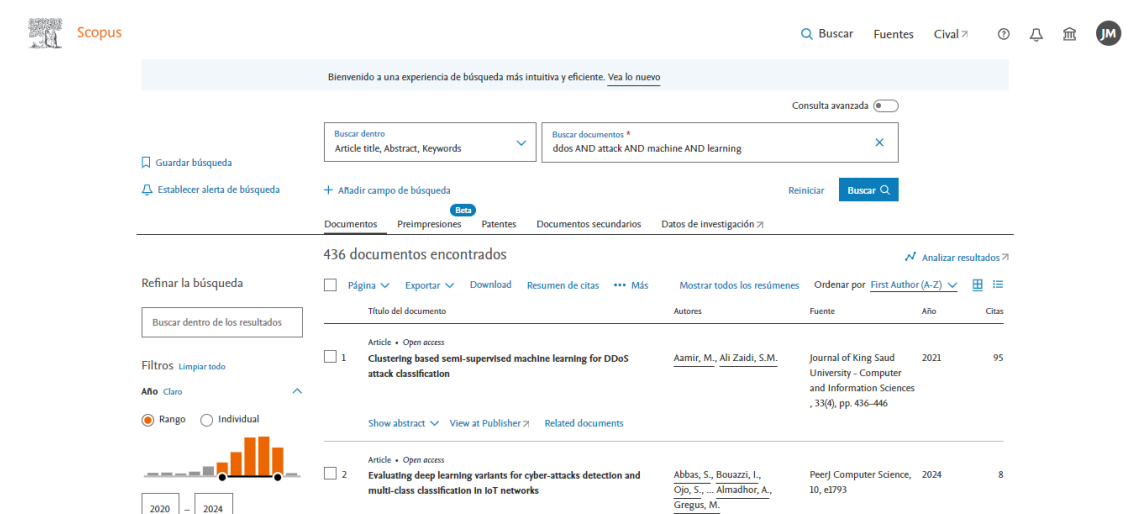 Scopus
Buscar
Fuentes
Cival
JM
Bienvenido a una experiencia de búsqueda más intuitiva y eficiente. Vea lo nuevo
Consulta avanzada
Buscar dentro
Article title, Abstract, Keywords
Buscar documentos *
ddos AND attack AND machine AND learning
Guardar búsqueda
Establecer alerta de búsqueda
+ Añadir campo de búsqueda
Reiniciar
Buscar
Beta
Documentos Preimpresiones Patentes Documentos secundarios Datos de investigación
436 documentos encontrados
Analizar resultados
Refinar la búsqueda
Página Exportar Download Resumen de citas ••• Más Mostrar todos los resúmenes Ordenar por First Author (A-Z)
Título del documento Autores Fuente Año Citas
Buscar dentro de los resultados
Filtros Limpiar todo
Año Claro
Rango Individual
2020 – 2024
Article • Open access
1 Clustering based semi-supervised machine learning for DDoS
attack classification
Aamir, M., Ali Zaidi, S.M.
Journal of King Saud
University - Computer
and Information Sciences
, 33(4), pp. 436–446
2021
95
Show abstract View at Publisher Related documents
Article • Open access
2 Evaluating deep learning variants for cyber-attacks detection and
multi-class classification in IoT networks
Abbas, S., Bouazzi, I.,
Ojo, S., ... Almadhor, A.,
Gregus, M.
PeerJ Computer Science,
10, e1793
2024
8